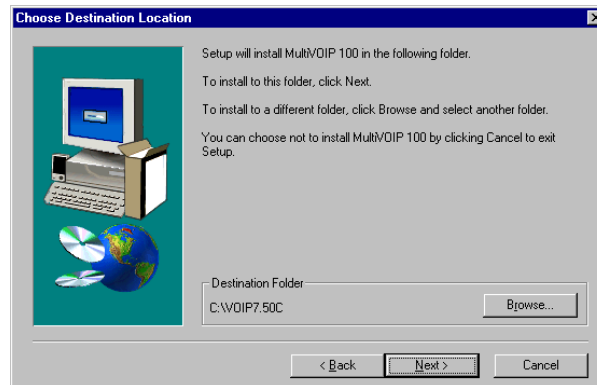 Choose Destination Location
Setup will install MultiVOIP 100 in the following folder.
To install to this folder, click Next.
To install to a different folder, click Browse and select another folder.
You can choose not to install MultiVOIP 100 by clicking Cancel to exit
Setup.
Destination Folder
C:\VOIP7.50C
Browse...
< Back
Next >
Cancel